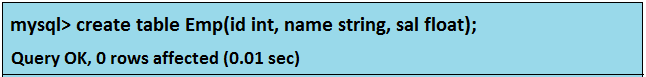 mysql> create table Emp(id int, name string, sal float);
Query OK, 0 rows affected (0.01 sec)